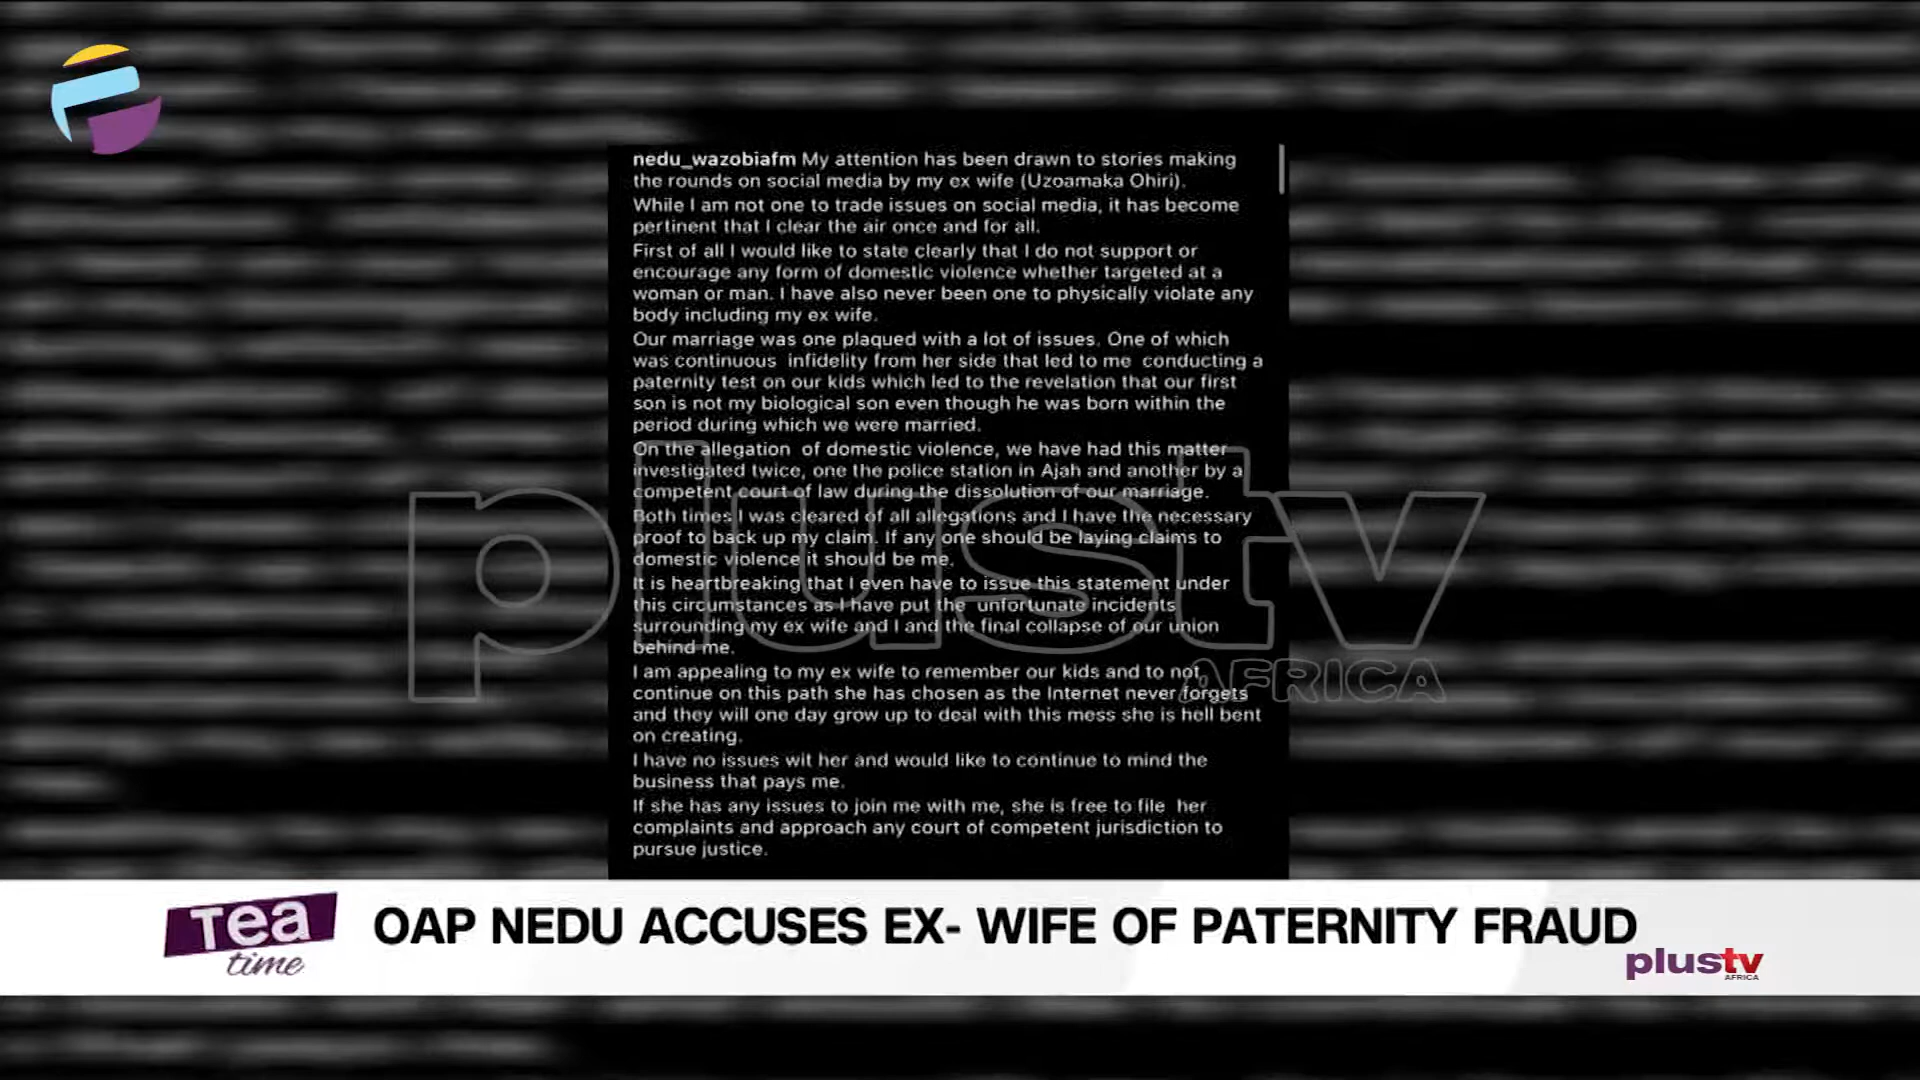 nedu_wazobiafm My attention has been drawn to stories making
the rounds on social media by my ex wife (Uzoamaka Ohiri).
While I am not one to trade issues on social media, it has become
pertinent that I clear the air once and for all.
First of all I would like to state clearly that I do not support or
encourage any form of domestic violence whether targeted at a
woman or man. I have also never been one to physically violate any
body including my ex wife.
Our marriage was one plaqued with a lot of issues. One of which
was continuous infidelity from her side that led to me conducting a
paternity test on our kids which led to the revelation that our first
son is not my biological son even though he was born within the
period during which we were married.
On the allegation of domestic violence, we have had this matter
investigated twice, one the police station in Ajah and another by a
competent court of law during the dissolution of our marriage.
Both times I was cleared of all allegations and I have the necessary
proof to back up my claim. If any one should be laying claims to
domestic violence it should be me.
It is heartbreaking that I even have to issue this statement under
this circumstances as I have put the unfortunate incidents
surrounding my ex wife and I and the final collapse of our union
behind me.
I am appealing to my ex wife to remember our kids and to not
continue on this path she has chosen as the Internet never forgets
and they will one day grow up to deal with this mess she is hell bent
on creating.
I have no issues wit her and would like to continue to mind the
business that pays me.
If she has any issues to join me with me, she is free to file her
complaints and approach any court of competent jurisdiction to
pursue justice.
plustv
AFRICA
Tea
time
OAP NEDU ACCUSES EX- WIFE OF PATERNITY FRAUD
plustv
AFRICA